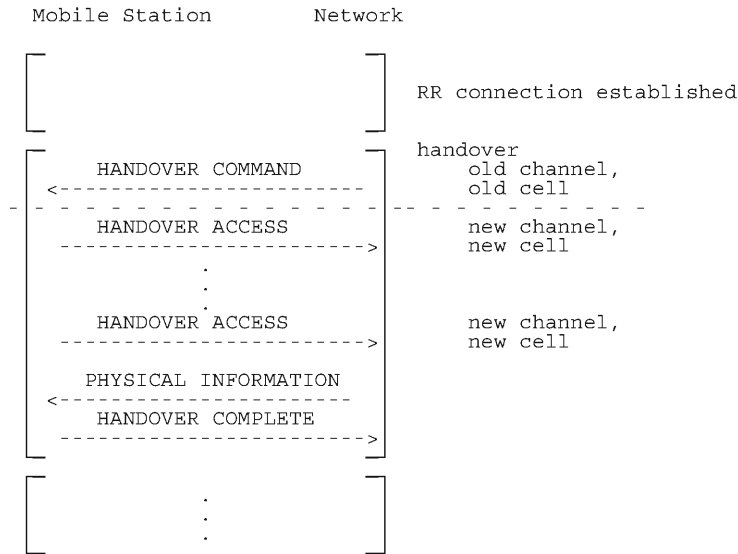 Mobile Station Network
RR connection established
handover
HANDOVER COMMAND old channel,
old cell
HANDOVER ACCESS new channel,
new cell
HANDOVER ACCESS new channel,
new cell
PHYSICAL INFORMATION
HANDOVER COMPLETE